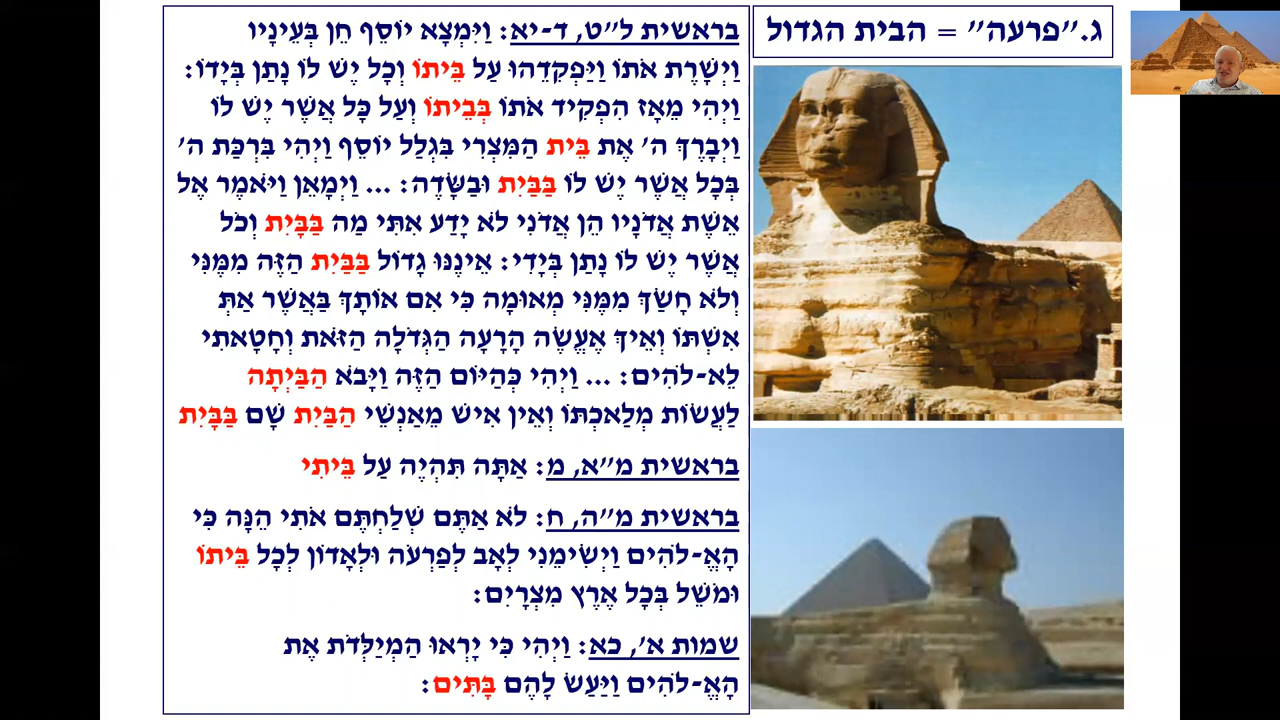 ג."פרעה" = הבית הגדול
בראשית ל"ט, ד-יא: וַיִּמְצָא יוֹסֵף חֵן בְּעֵינָיו
וַיְשָׁרֶת אֹתוֹ וַיַּפְקִדֵהוּ עַל בֵּיתוֹ וְכָל יֶשׁ לוֹ נָתַן בְּיָדוֹ:
וַיְהִי מֵאָז הִפְקִיד אֹתוֹ בְּבֵיתוֹ וְעַל כָּל אֲשֶׁר יֶשׁ לוֹ
וַיְבָרֶךְ ה' אֶת בֵּית הַמִּצְרִי בִּגְלַל יוֹסֵף וַיְהִי בִּרְכַּת ה'
בְּכָל אֲשֶׁר יֶשׁ לוֹ בַּבַּיִת וּבַשָּׂדֶה: ... וַיְמָאֵן וַיֹּאמֶר אֶל
אֵשֶׁת אֲדֹנָיו הֵן אֲדֹנִי לֹא יָדַע אִתִּי מַה בַּבָּיִת וְכֹל
אֲשֶׁר יֶשׁ לוֹ נָתַן בְּיָדִי: אֵינֶנּוּ גָדוֹל בַּבַּיִת הַזֶּה מִמֶּנִּי
וְלֹא חָשַׂךְ מִמֶּנִּי מְאוּמָה כִּי אִם אוֹתָךְ בַּאֲשֶׁר אַתְּ
אִשְׁתּוֹ וְאֵיךְ אֶעֱשֶׂה הָרָעָה הַגְּדֹלָה הַזֹּאת וְחָטָאתִי
לֵא-לֹהִים: ... וַיְהִי כְּהַיּוֹם הַזֶּה וַיָּבֹא הַבַּיְתָה
לַעֲשׂוֹת מְלַאכְתּוֹ וְאֵין אִישׁ מֵאַנְשֵׁי הַבַּיִת שָׁם בַּבָּיִת
בראשית מ"א, מ: אַתָּה תִּהְיֶה עַל בֵּיתִי
בראשית מ"ה, ח: לֹא אַתֶּם שְׁלַחְתֶּם אֹתִי הֵנָּה כִּי
הָאֱ-לֹהִים וַיְשִׂימֵנִי לְאָב לְפַרְעֹה וּלְאָדוֹן לְכָל בֵּיתוֹ
וּמֹשֵׁל בְּכָל אֶרֶץ מִצְרָיִם:
שמות א', כא: וַיְהִי כִּי יָרְאוּ הַמְיַלְּדֹת אֶת
הָאֱ-לֹהִים וַיַּעַשׂ לָהֶם בָּתִּים: